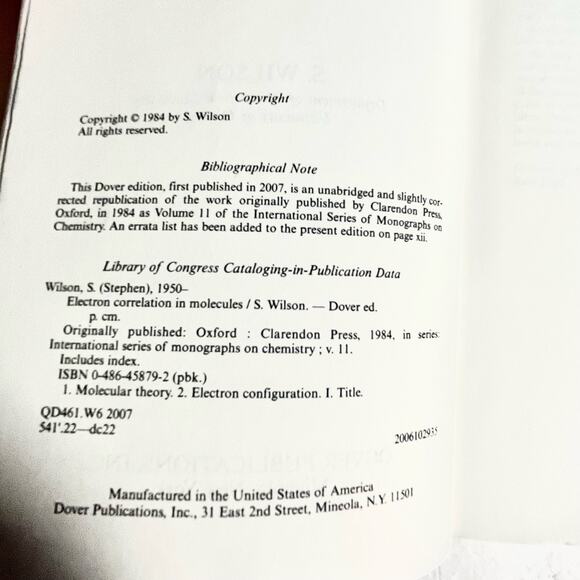 Copyright
Copyright © 1984 by S. Wilson
All rights reserved.
Bibliographical Note
This Dover edition, first published in 2007, is an unabridged and slightly cor-
rected republication of the work originally published by Clarendon Press,
Oxford, in 1984 as Volume 11 of the International Series of Monographs on
Chemistry. An errata list has been added to the present edition on page xii.
Library of Congress Cataloging-in-Publication Data
Wilson, S. (Stephen), 1950–
Electron correlation in molecules / S. Wilson. — Dover ed.
p. cm.
Originally published: Oxford : Clarendon Press, 1984, in series:
International series of monographs on chemistry ; v. 11.
Includes index.
ISBN 0-486-45879-2 (pbk.)
1. Molecular theory. 2. Electron configuration. I. Title.
QD461.W6 2007
541'.22—dc22
2006102935
Manufactured in the United States of America
Dover Publications, Inc., 31 East 2nd Street, Mineola, N.Y. 11501